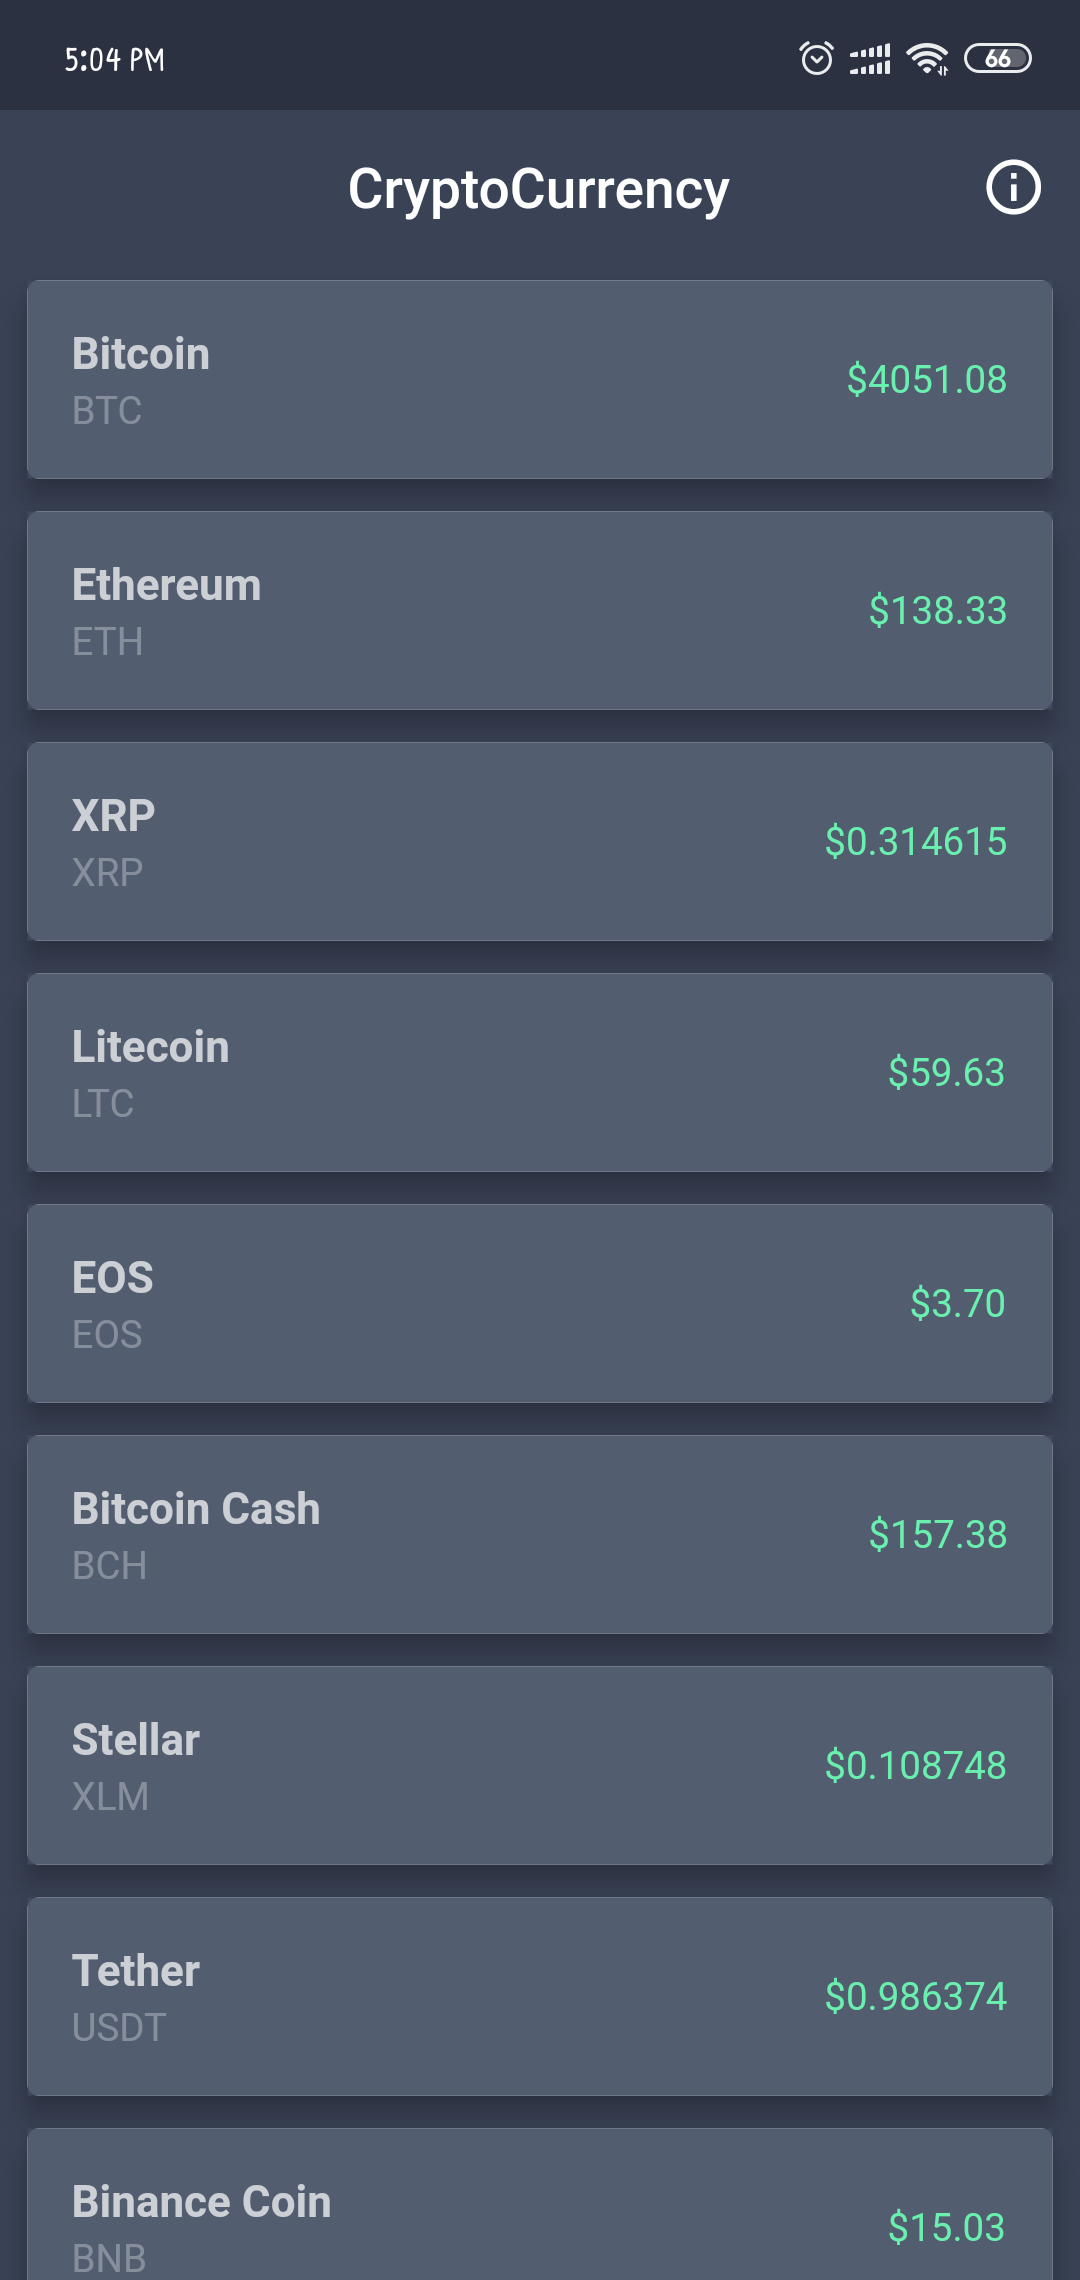 5:04 PM 66
CryptoCurrency
Bitcoin
BTC
$4051.08
Ethereum
ETH
$138.33
XRP
XRP
$0.314615
Litecoin
LTC
$59.63
EOS
EOS
$3.70
Bitcoin Cash
BCH
$157.38
Stellar
XLM
$0.108748
Tether
USDT
$0.986374
Binance Coin
BNB
$15.03